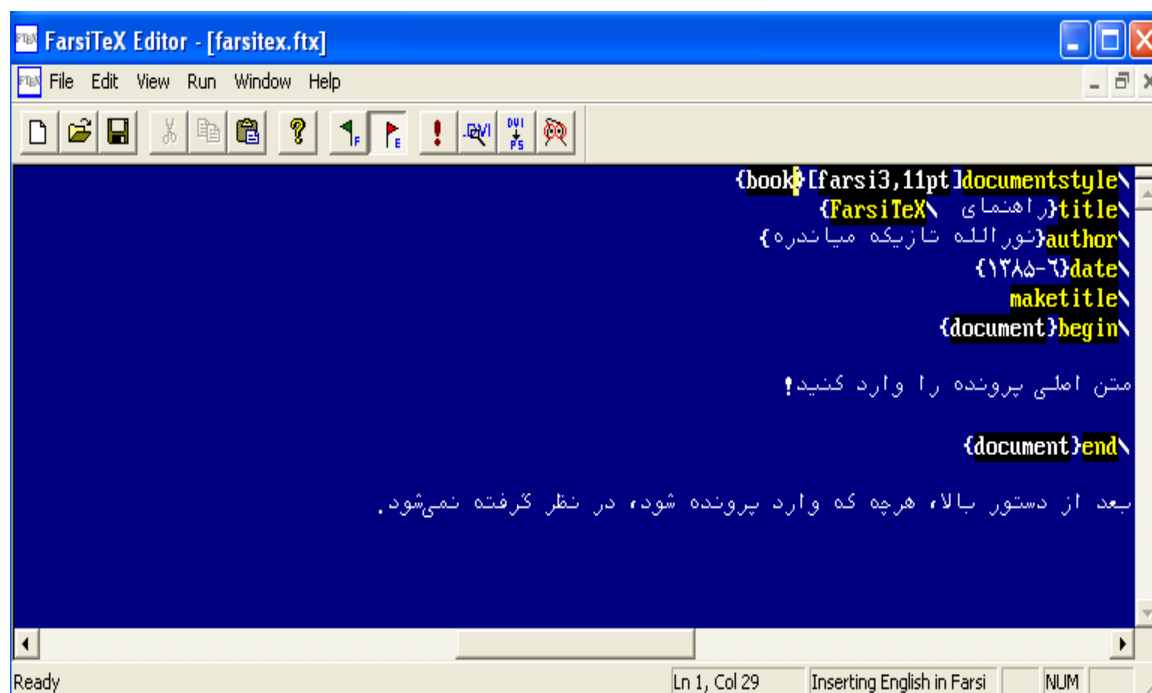 FarsiTeX Editor - [farsitex.ftx]
File Edit View Run Window Help
\documentstyle[farsi3,11pt]{book}
\title{راهنمای \FarsiTeX}
\author{نورالله تازیکه میاندره}
\date{۱۳۸۵-۶}
\maketitle
\begin{document}
متن اصلی پرونده را وارد کنید!
\end{document}
بعد از دستور بالا، هرچه که وارد پرونده شود، در نظر گرفته نمی‌شود.
Ready Ln 1, Col 29 Inserting English in Farsi NUM